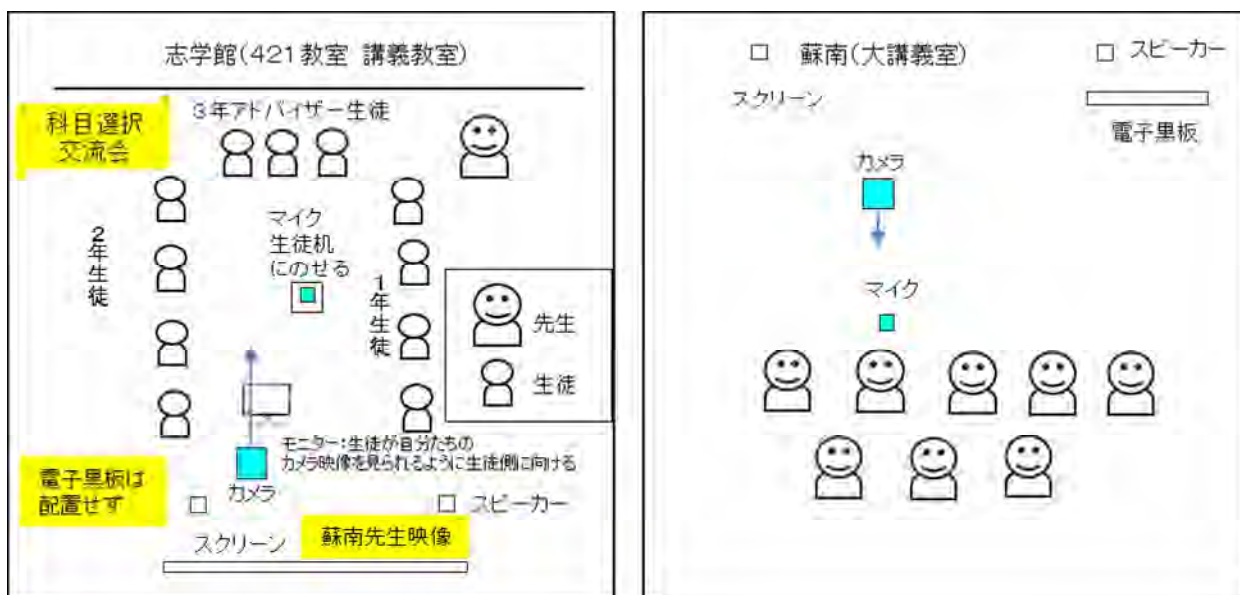 志学館(421教室 講義教室)
科目選択
交流会
3年アドバイザー生徒
2年生徒
マイク
生徒机
にのせる
1年生徒
先生
生徒
モニター:生徒が自分たちの
カメラ映像を見られるように生徒側に向ける
カメラ
電子黒板は
配置せず
スピーカー
スクリーン
蘇南先生映像
蘇南(大講義室)
スピーカー
スクリーン
電子黒板
カメラ
マイク